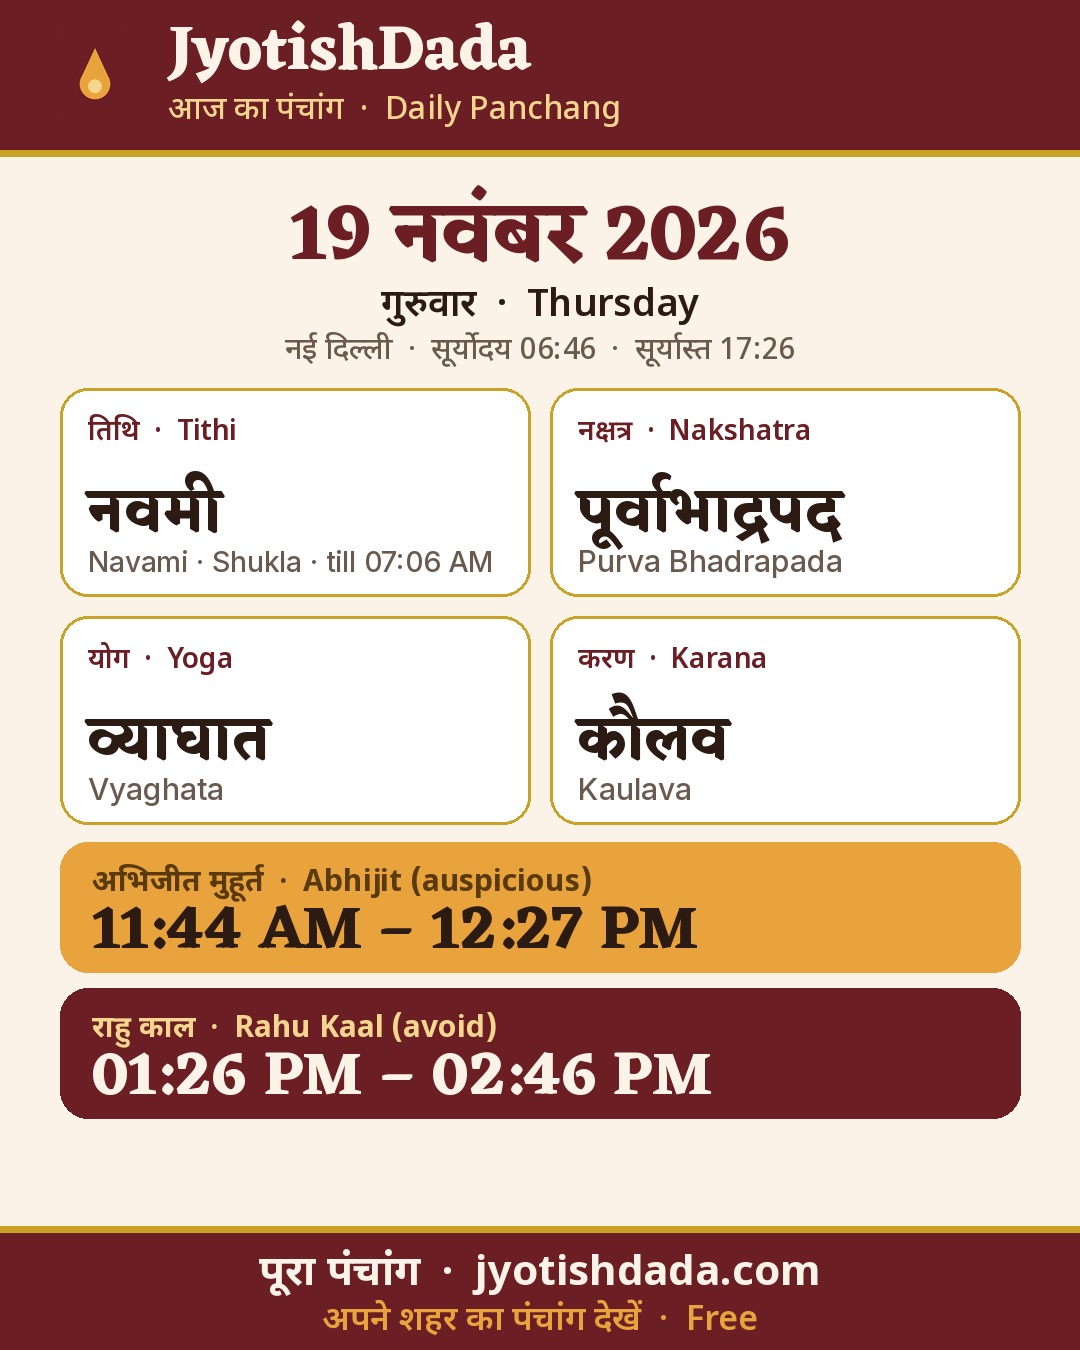 JyotishDada
आज का पंचांग · Daily Panchang
19 नवंबर 2026
गुरुवार · Thursday
नई दिल्ली · सूर्योदय 06:46 · सूर्यास्त 17:26
तिथि · Tithi
नवमी
Navami · Shukla · till 07:06 AM
नक्षत्र · Nakshatra
पूर्वाभाद्रपद
Purva Bhadrapada
योग · Yoga
व्याघात
Vyaghata
करण · Karana
कौलव
Kaulava
अभिजीत मुहूर्त · Abhijit (auspicious)
11:44 AM – 12:27 PM
राहु काल · Rahu Kaal (avoid)
01:26 PM – 02:46 PM
पूरा पंचांग · jyotishdada.com
अपने शहर का पंचांग देखें · Free